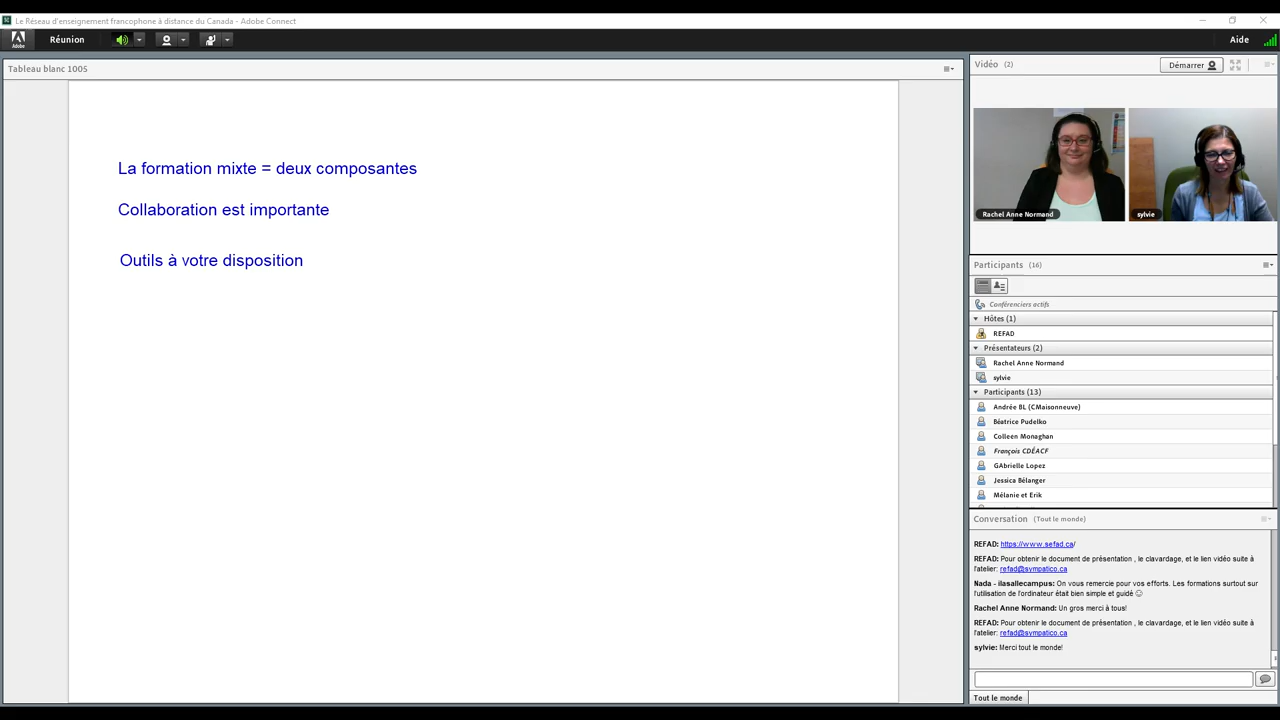 Le Réseau d'enseignement francophone à distance du Canada - Adobe Connect
Adobe
Réunion
Aide
Tableau blanc 1005
La formation mixte = deux composantes
Collaboration est importante
Outils à votre disposition
Vidéo (2)
Démarrer
Rachel Anne Normand
sylvie
Participants (16)
Conférenciers actifs
Hôtes (1)
REFAD
Présentateurs (2)
Rachel Anne Normand
sylvie
Participants (13)
Andrée BL (CMaisonneuve)
Béatrice Pudelko
Colleen Monaghan
François CDÉACF
GAbrielle Lopez
Jessica Bélanger
Mélanie et Erik
Conversation (Tout le monde)
REFAD: https://www.sefad.ca/
REFAD: Pour obtenir le document de présentation , le clavardage, et le lien vidéo suite à
l'atelier: refad@sympatico.ca
Nada - ilasallecampus: On vous remercie pour vos efforts. Les formations surtout sur
l'utilisation de l'ordinateur était bien simple et guidé ☺
Rachel Anne Normand: Un gros merci à tous!
REFAD: Pour obtenir le document de présentation , le clavardage, et le lien vidéo suite à
l'atelier: refad@sympatico.ca
sylvie: Merci tout le monde!
Tout le monde